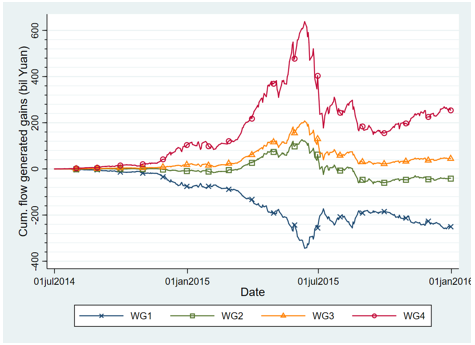 Cum. flow generated gains (bil Yuan)
600
400
200
0
-200
-400
01jul2014
01jan2015
01jul2015
01jan2016
Date
WG1
WG2
WG3
WG4